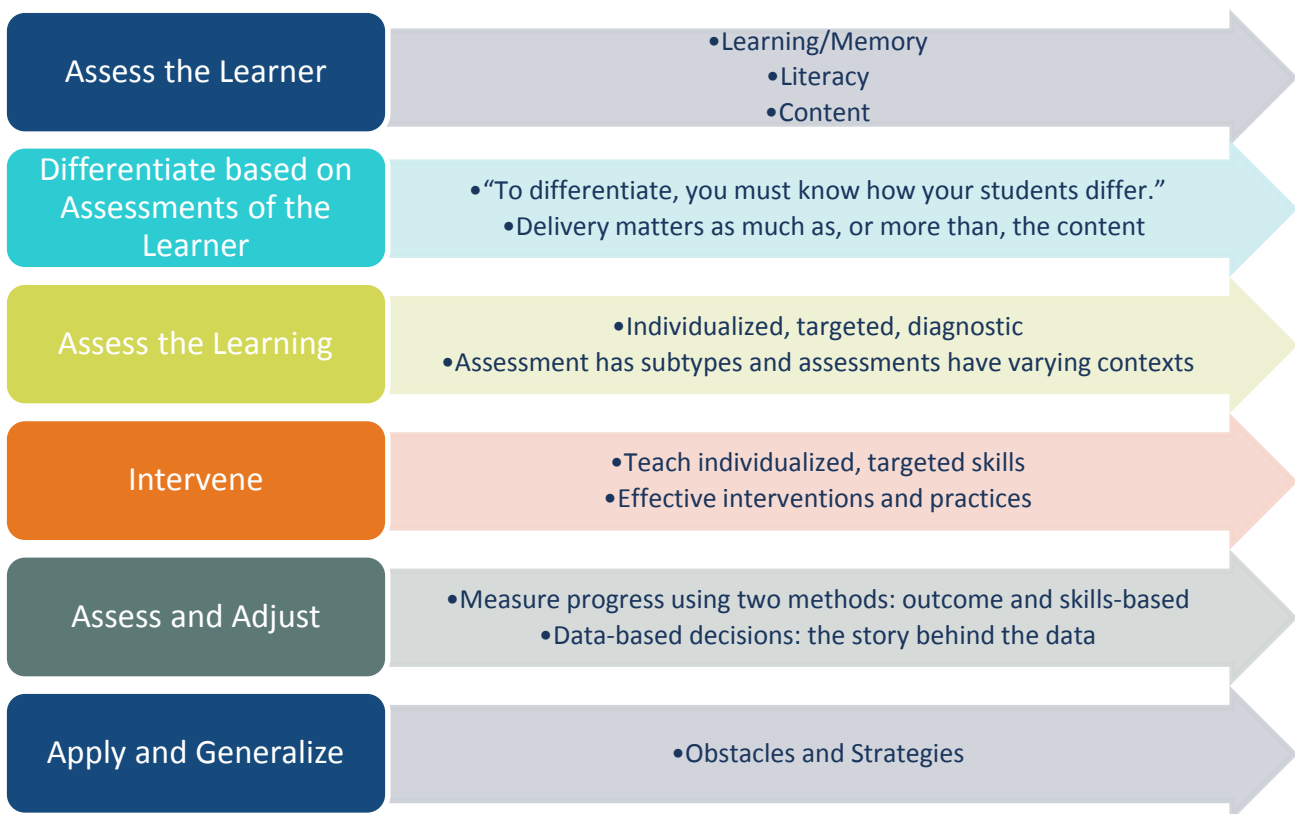 Assess the Learner
•Learning/Memory
•Literacy
•Content
Differentiate based on
Assessments of the
Learner
•“To differentiate, you must know how your students differ.”
•Delivery matters as much as, or more than, the content
Assess the Learning
•Individualized, targeted, diagnostic
•Assessment has subtypes and assessments have varying contexts
Intervene
•Teach individualized, targeted skills
•Effective interventions and practices
Assess and Adjust
•Measure progress using two methods: outcome and skills-based
•Data-based decisions: the story behind the data
Apply and Generalize
•Obstacles and Strategies